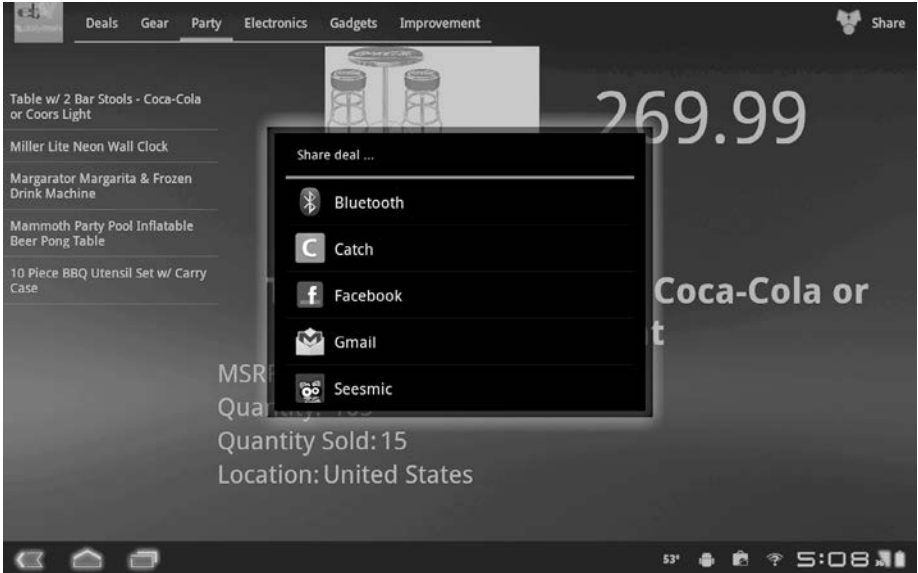 Deals Gear Party Electronics Gadgets Improvement Share
Table w/ 2 Bar Stools - Coca-Cola
or Coors Light
Miller Lite Neon Wall Clock
Margarator Margarita & Frozen
Drink Machine
Mammoth Party Pool Inflatable
Beer Pong Table
10 Piece BBQ Utensil Set w/ Carry
Case
269.99
Share deal ...
Bluetooth
Catch
Facebook
Gmail
Seesmic
Coca-Cola or
MSR
Quantity:
Quantity Sold: 15
Location: United States
53° 5:08